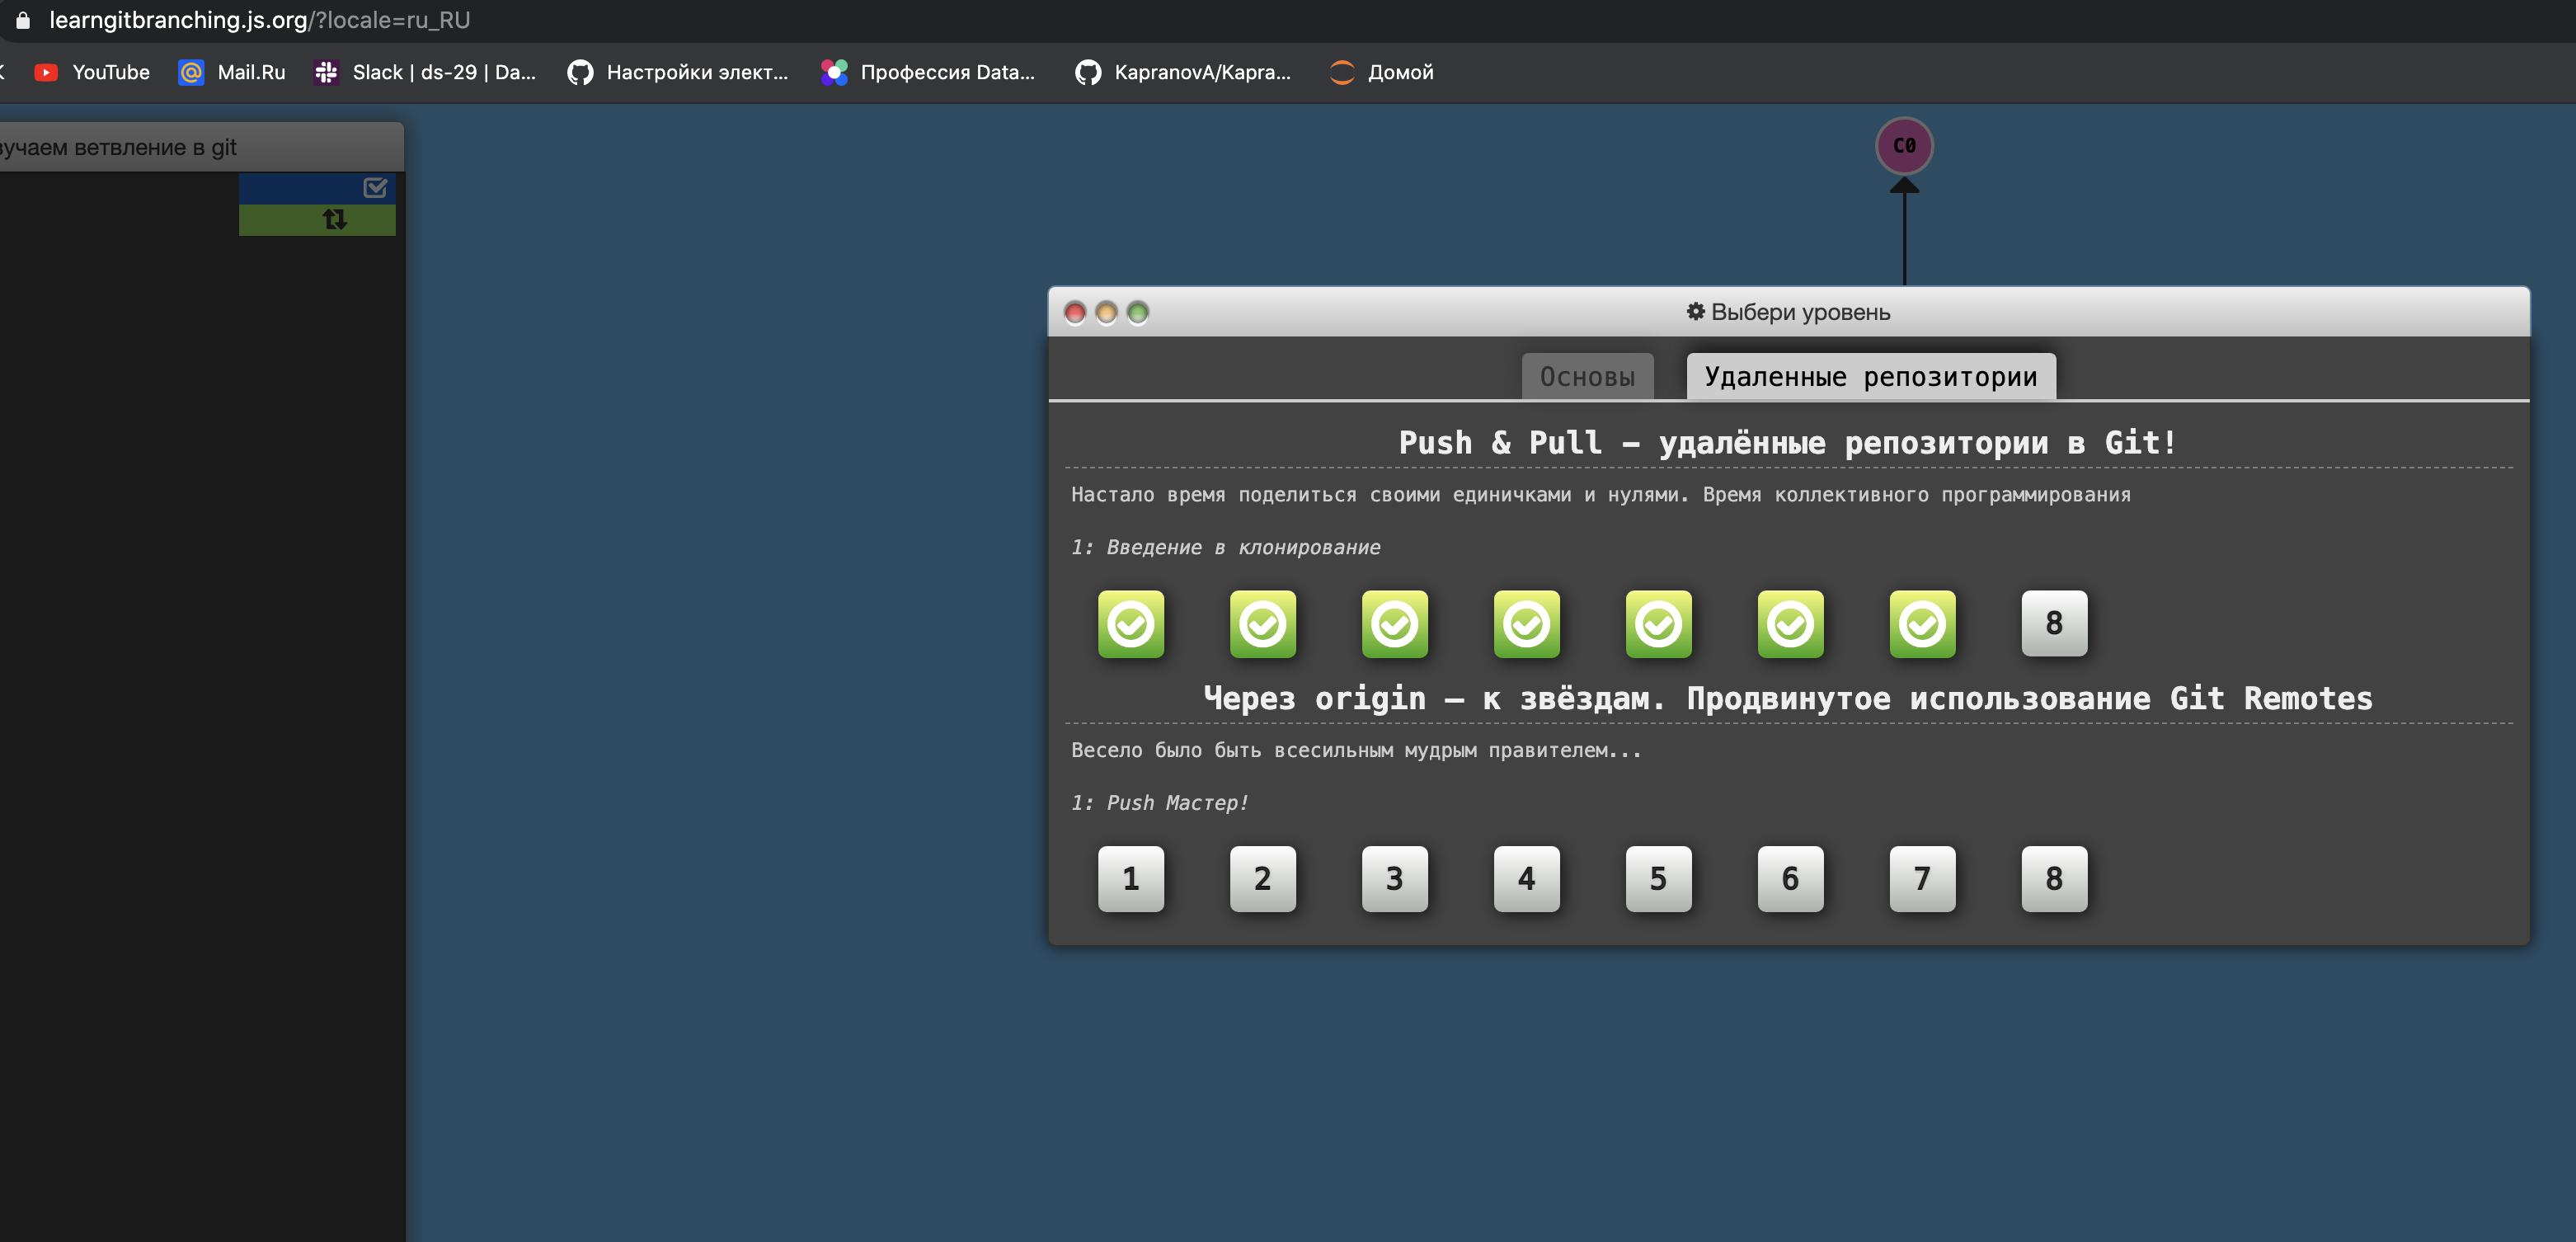 learngitbranching.js.org/?locale=ru_RU
YouTube
Mail.Ru
Slack | ds-29 | Da...
Настройки элект...
Профессия Data...
KapranovA/Kapra...
Домой
учаем ветвление в git
C0
Выбери уровень
Основы
Удаленные репозитории
Push & Pull – удалённые репозитории в Git!
Настало время поделиться своими единичками и нулями. Время коллективного программирования
1: Введение в клонирование
8
Через origin – к звёздам. Продвинутое использование Git Remotes
Весело было быть всесильным мудрым правителем...
1: Push Мастер!
1 2 3 4 5 6 7 8